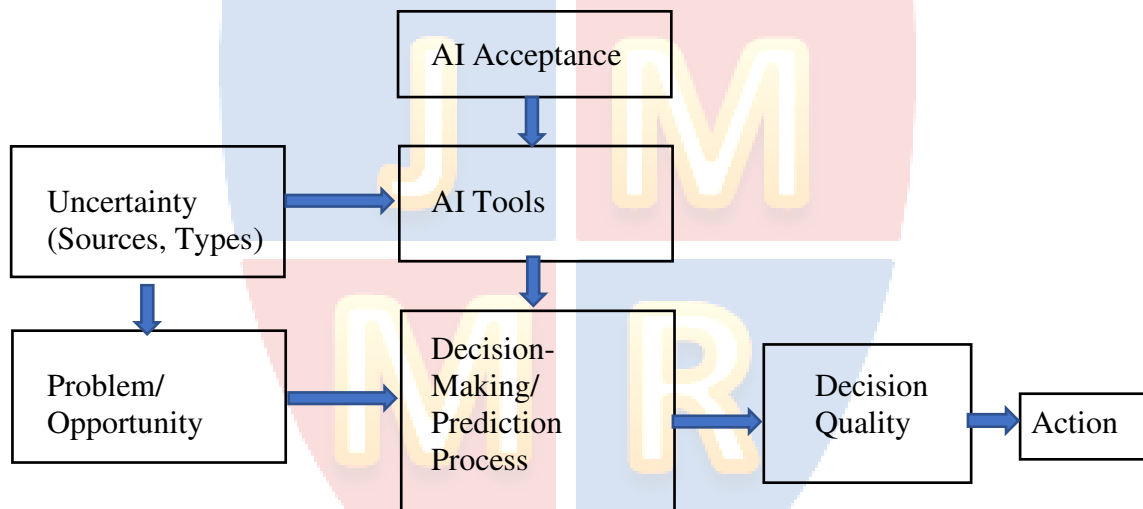 AI Acceptance
Uncertainty
(Sources, Types)
AI Tools
Problem/
Opportunity
Decision-
Making/
Prediction
Process
Decision
Quality
Action
J M
M R